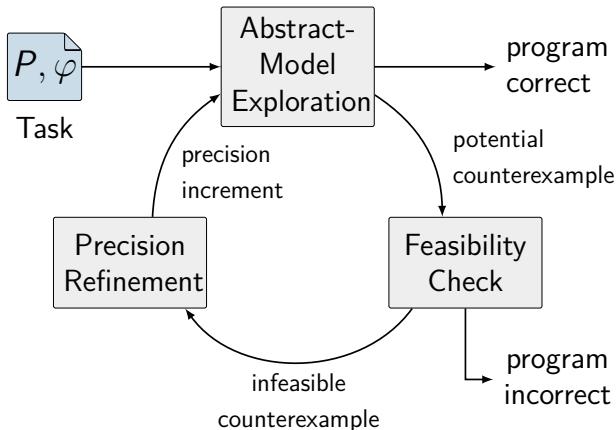 P, φ
Task
Abstract-
Model
Exploration
program
correct
potential
counterexample
precision
increment
Precision
Refinement
Feasibility
Check
infeasible
counterexample
program
incorrect